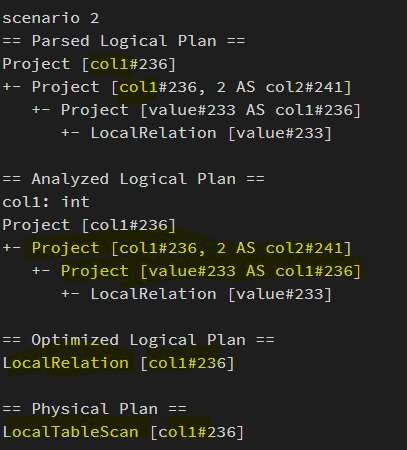 scenario 2
== Parsed Logical Plan ==
Project [col1#236]
+- Project [col1#236, 2 AS col2#241]
   +- Project [value#233 AS col1#236]
      +- LocalRelation [value#233]

== Analyzed Logical Plan ==
col1: int
Project [col1#236]
+- Project [col1#236, 2 AS col2#241]
   +- Project [value#233 AS col1#236]
      +- LocalRelation [value#233]

== Optimized Logical Plan ==
LocalRelation [col1#236]

== Physical Plan ==
LocalTableScan [col1#236]